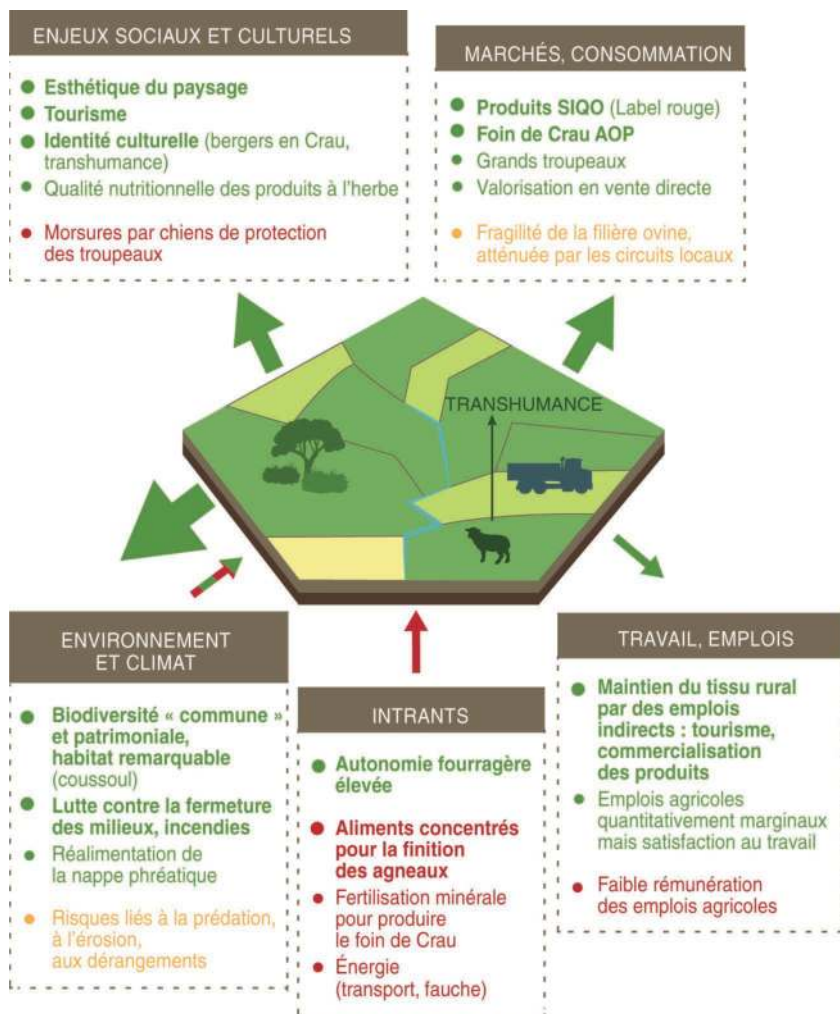 ENJEUX SOCIAUX ET CULTURELS
Esthétique du paysage
Tourisme
Identité culturelle (bergers en Crau,
transhumance)
Qualité nutritionnelle des produits à l'herbe
Morsures par chiens de protection
des troupeaux
MARCHÉS, CONSOMMATION
Produits SIQO (Label rouge)
Foin de Crau AOP
Grands troupeaux
Valorisation en vente directe
Fragilité de la filière ovine,
atténuée par les circuits locaux
TRANSHUMANCE
ENVIRONNEMENT
ET CLIMAT
Biodiversité « commune »
et patrimoniale,
habitat remarquable
(coussoul)
Lutte contre la fermeture
des milieux, incendies
Réalimentation de
la nappe phréatique
Risques liés à la prédation,
à l'érosion,
aux dérangements
INTRANTS
Autonomie fourragère
élevée
Aliments concentrés
pour la finition
des agneaux
Fertilisation minérale
pour produire
le foin de Crau
Énergie
(transport, fauche)
TRAVAIL, EMPLOIS
Maintien du tissu rural
par des emplois
indirects : tourisme,
commercialisation
des produits
Emplois agricoles
quantitativement marginaux
mais satisfaction au travail
Faible rémunération
des emplois agricoles